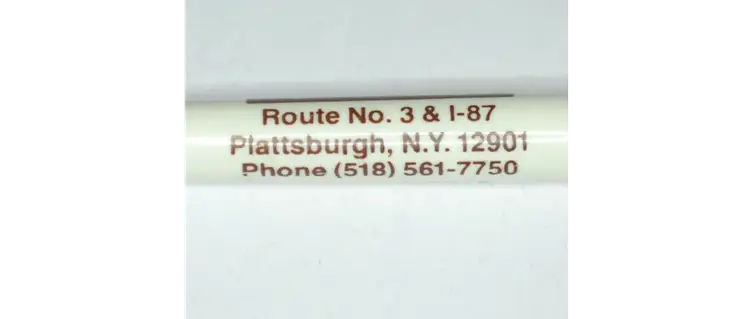 Route No. 3 & I-87
Plattsburgh, N.Y. 12901
Phone (518) 561-7750